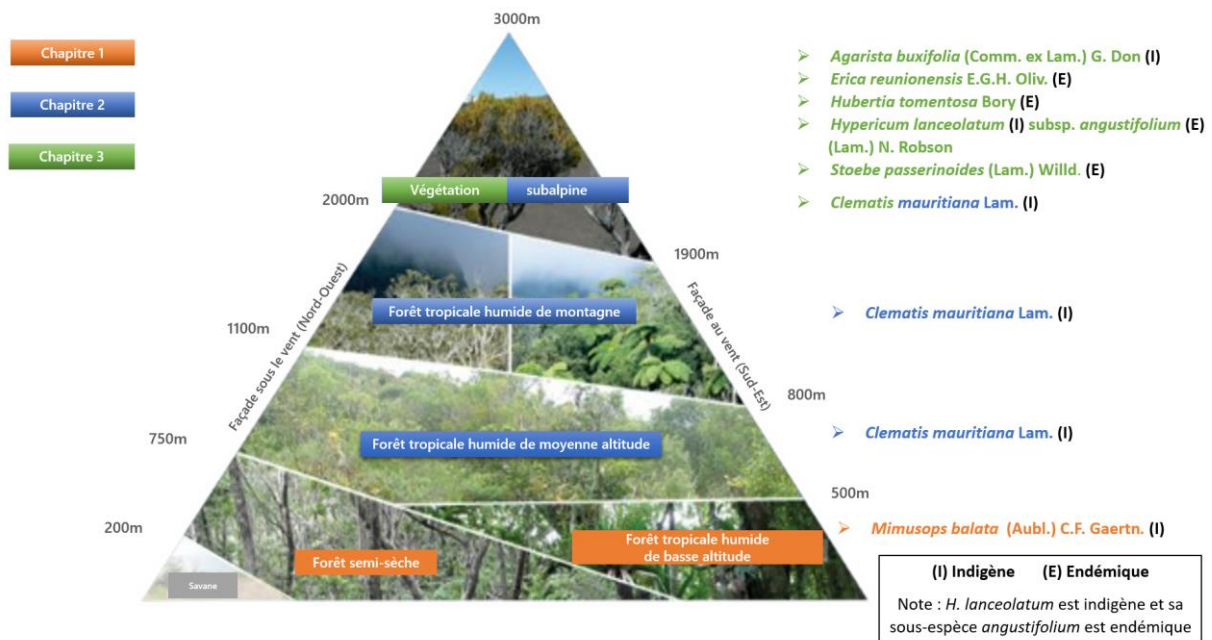 3000m
Chapitre 1
Chapitre 2
Chapitre 3
➢ Agarista buxifolia (Comm. ex Lam.) G. Don (I)
➢ Erica reunionensis E.G.H. Oliv. (E)
➢ Hubertia tomentosa Bory (E)
➢ Hypericum lanceolatum (I) subsp. angustifolium (E)
(Lam.) N. Robson
➢ Stoebe passerinoides (Lam.) Willd. (E)
➢ Clematis mauritiana Lam. (I)
Végétation subalpine
2000m
1900m
Façade sous le vent (Nord-Ouest)
Façade au vent (Sud-Est)
Forêt tropicale humide de montagne
➢ Clematis mauritiana Lam. (I)
1100m
800m
Forêt tropicale humide de moyenne altitude
➢ Clematis mauritiana Lam. (I)
750m
500m
200m
Forêt tropicale humide
de basse altitude
➢ Mimusops balata (Aubl.) C.F. Gaertn. (I)
Forêt semi-sèche
Savane
(I) Indigène (E) Endémique
Note : H. lanceolatum est indigène et sa
sous-espèce angustifolium est endémique